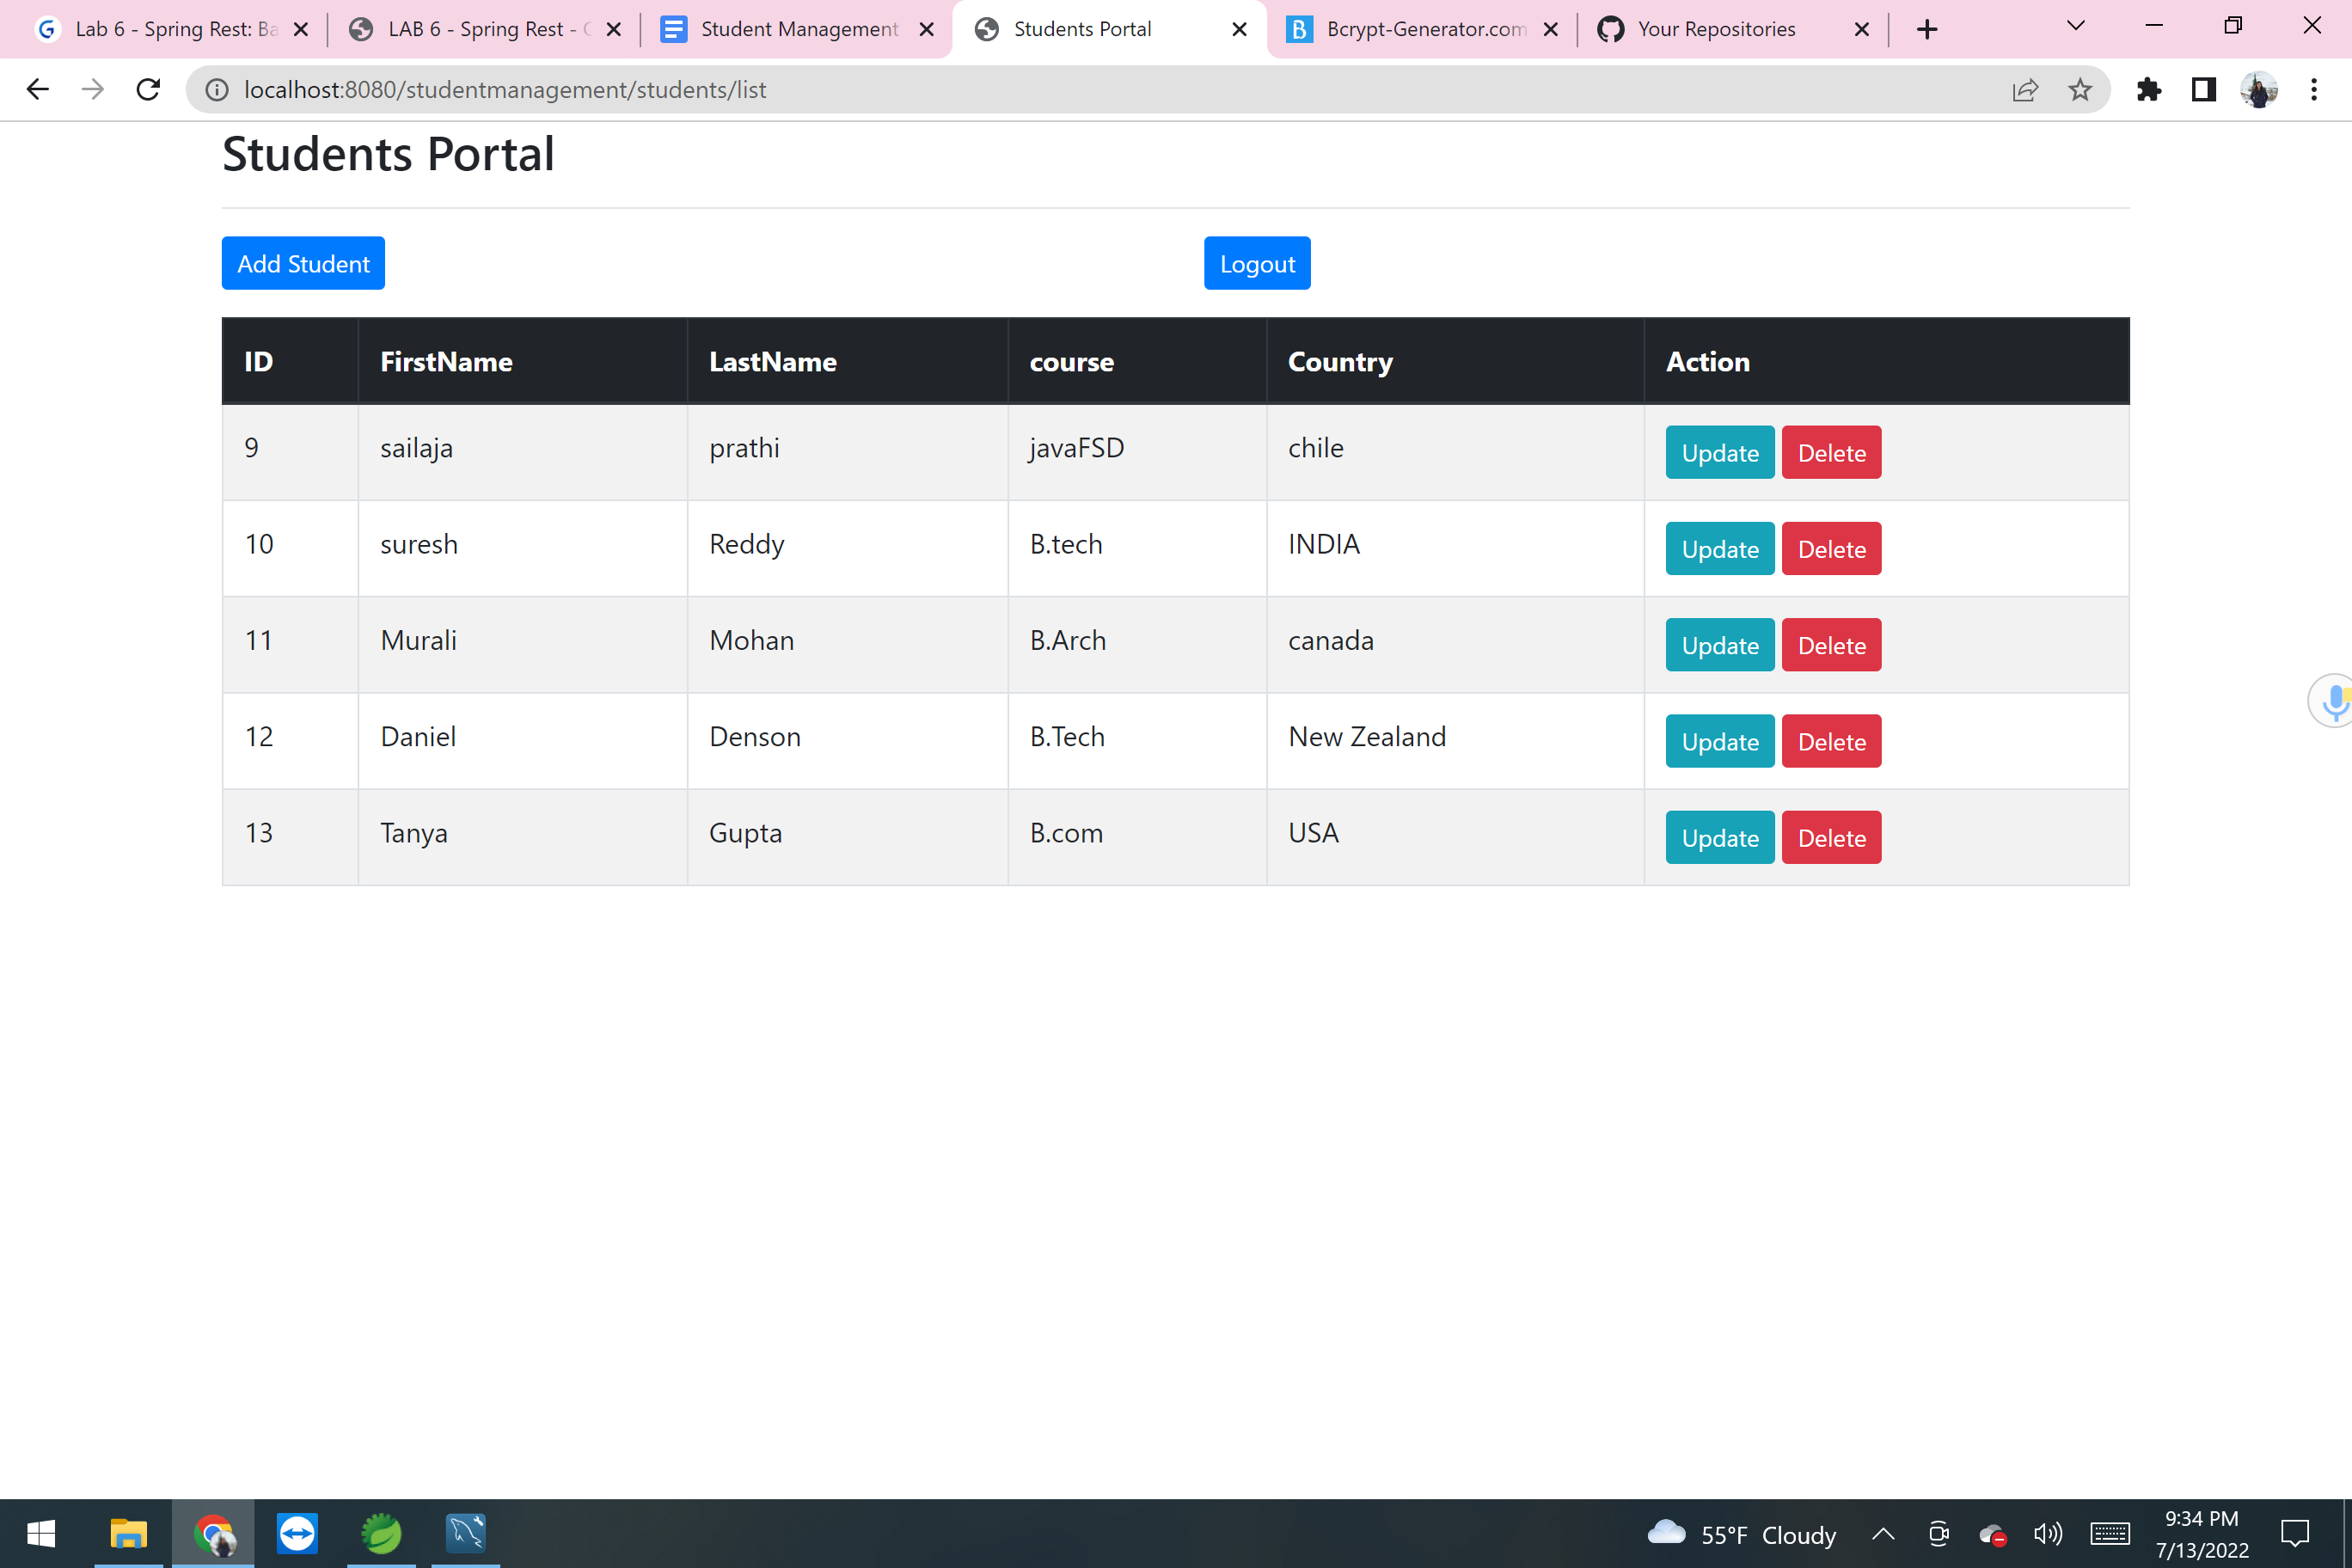 Lab 6 - Spring Rest: Ba
LAB 6 - Spring Rest -
Student Management
Students Portal
Bcrypt-Generator.com
Your Repositories
localhost:8080/studentmanagement/students/list
Students Portal
Add Student Logout
ID FirstName LastName course Country Action
9 sailaja prathi javaFSD chile Update Delete
10 suresh Reddy B.tech INDIA Update Delete
11 Murali Mohan B.Arch canada Update Delete
12 Daniel Denson B.Tech New Zealand Update Delete
13 Tanya Gupta B.com USA Update Delete
55°F Cloudy
9:34 PM
7/13/2022